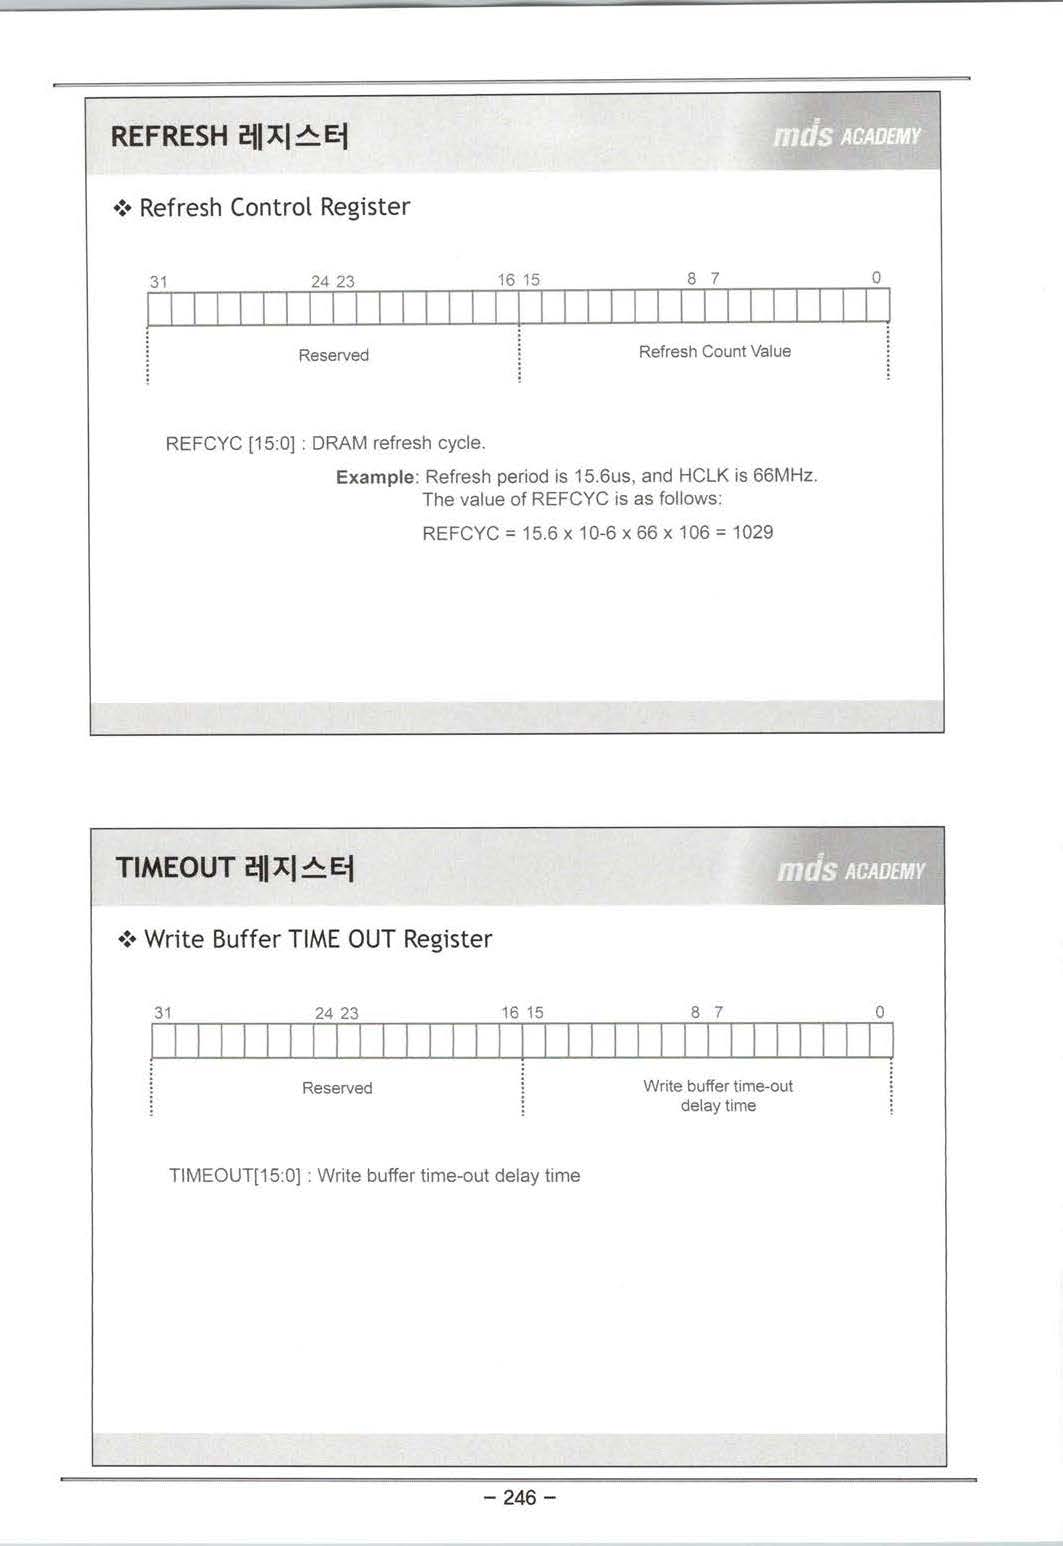 REFRESH 레지스터
mds ACADEMY
❖ Refresh Control Register
31 24 23 16 15 8 7 0
Reserved Refresh Count Value
REFCYC [15:0] : DRAM refresh cycle.
Example: Refresh period is 15.6us, and HCLK is 66MHz.
The value of REFCYC is as follows:
REFCYC = 15.6 x 10-6 x 66 x 106 = 1029
TIMEOUT 레지스터
mds ACADEMY
❖ Write Buffer TIME OUT Register
31 24 23 16 15 8 7 0
Reserved Write buffer time-out
delay time
TIMEOUT[15:0] : Write buffer time-out delay time
– 246 –